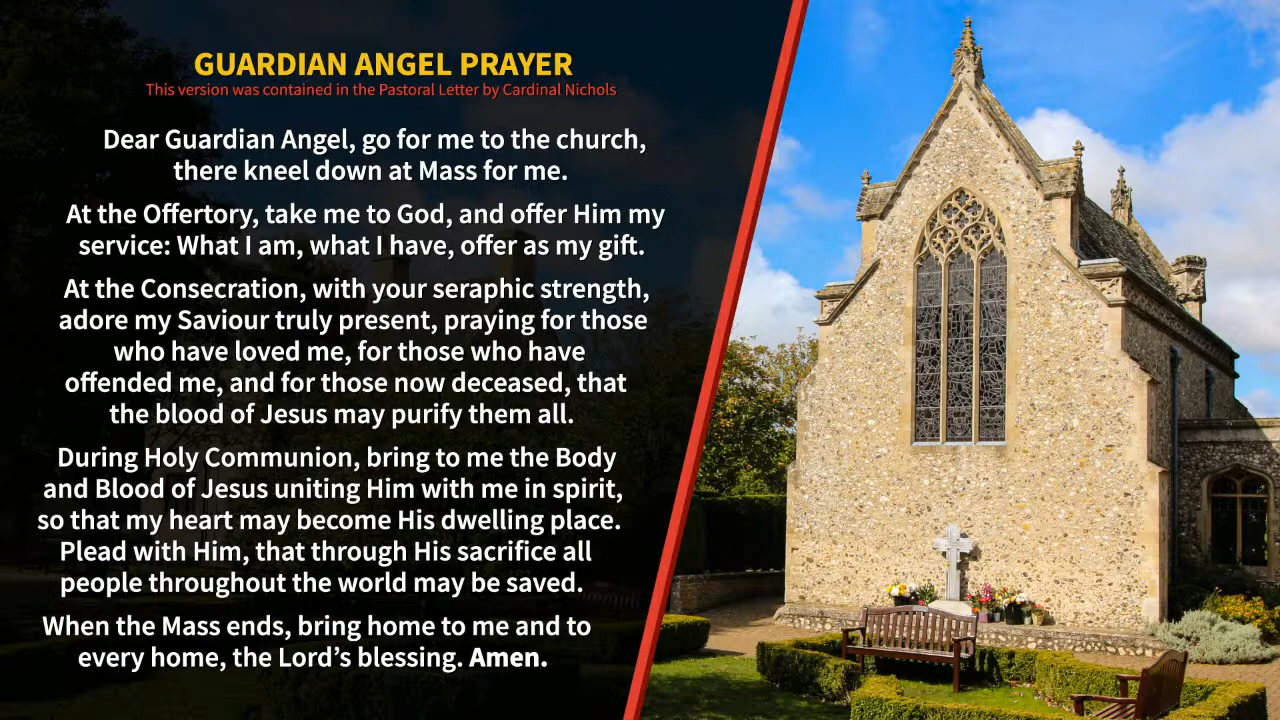 GUARDIAN ANGEL PRAYER
This version was contained in the Pastoral Letter by Cardinal Nichols
Dear Guardian Angel, go for me to the church,
there kneel down at Mass for me.
At the Offertory, take me to God, and offer Him my
service: What I am, what I have, offer as my gift.
At the Consecration, with your seraphic strength,
adore my Saviour truly present, praying for those
who have loved me, for those who have
offended me, and for those now deceased, that
the blood of Jesus may purify them all.
During Holy Communion, bring to me the Body
and Blood of Jesus uniting Him with me in spirit,
so that my heart may become His dwelling place.
Plead with Him, that through His sacrifice all
people throughout the world may be saved.
When the Mass ends, bring home to me and to
every home, the Lord’s blessing. Amen.